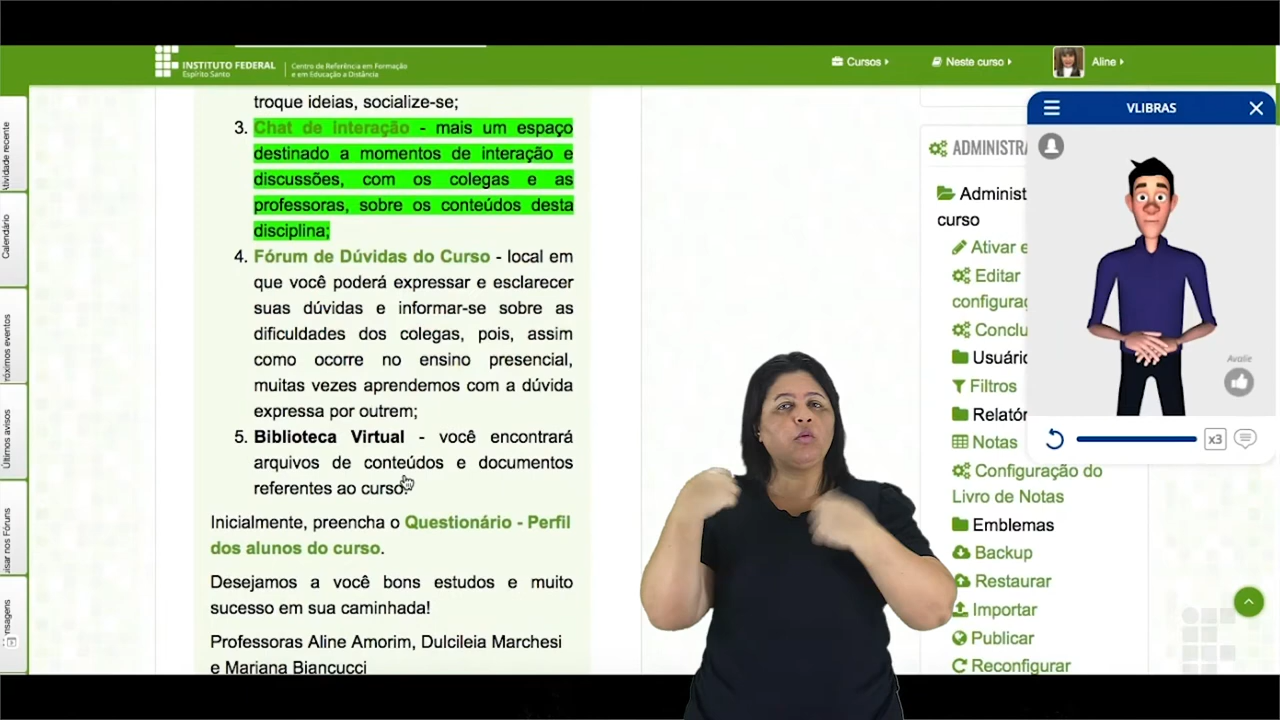 INSTITUTO FEDERAL
Espírito Santo
Centro de Referência em Formação
e em Educação a Distância
Cursos
Neste curso
Aline
Atividade recente
Calendário
róximos eventos
Últimos avisos
isar nos Fóruns
nsagens
troque ideias, socialize-se;
3. Chat de interação - mais um espaço
destinado a momentos de interação e
discussões, com os colegas e as
professoras, sobre os conteúdos desta
disciplina;
4. Fórum de Dúvidas do Curso - local em
que você poderá expressar e esclarecer
suas dúvidas e informar-se sobre as
dificuldades dos colegas, pois, assim
como ocorre no ensino presencial,
muitas vezes aprendemos com a dúvida
expressa por outrem;
5. Biblioteca Virtual - você encontrará
arquivos de conteúdos e documentos
referentes ao curso.
Inicialmente, preencha o Questionário - Perfil
dos alunos do curso.
Desejamos a você bons estudos e muito
sucesso em sua caminhada!
Professoras Aline Amorim, Dulcileia Marchesi
e Mariana Biancucci
ADMINISTRA
Administ
curso
Ativar e
Editar
configuraç
Conclu
Usuário
Filtros
Relatór
Notas
Configuração do
Livro de Notas
Emblemas
Backup
Restaurar
Importar
Publicar
Reconfigurar
VLIBRAS
Avalie
x3